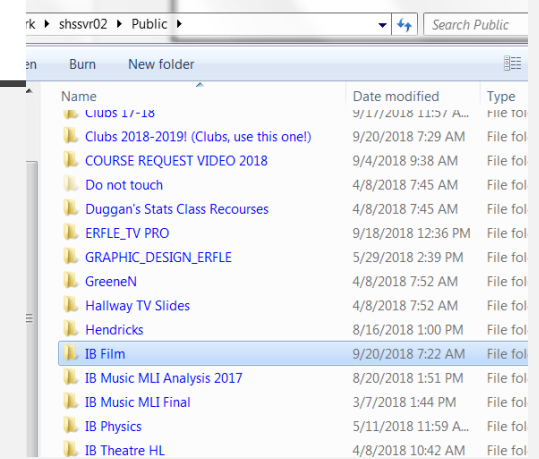 rk ▸ shssvr02 ▸ Public ▸ Search Public
en Burn New folder
Name Date modified Type
Clubs 17-18 9/17/2018 11:57 A... File fol
Clubs 2018-2019! (Clubs, use this one!) 9/20/2018 7:29 AM File fol
COURSE REQUEST VIDEO 2018 9/4/2018 9:38 AM File fol
Do not touch 4/8/2018 7:45 AM File fol
Duggan's Stats Class Recourses 4/8/2018 7:45 AM File fol
ERFLE_TV PRO 9/18/2018 12:36 PM File fol
GRAPHIC_DESIGN_ERFLE 5/29/2018 2:39 PM File fol
GreeneN 4/8/2018 7:52 AM File fol
Hallway TV Slides 4/8/2018 7:52 AM File fol
Hendricks 8/16/2018 1:00 PM File fol
IB Film 9/20/2018 7:22 AM File fol
IB Music MLI Analysis 2017 8/20/2018 1:51 PM File fol
IB Music MLI Final 3/7/2018 1:44 PM File fol
IB Physics 5/11/2018 11:59 A... File fol
IB Theatre HL 4/8/2018 10:42 AM File fol